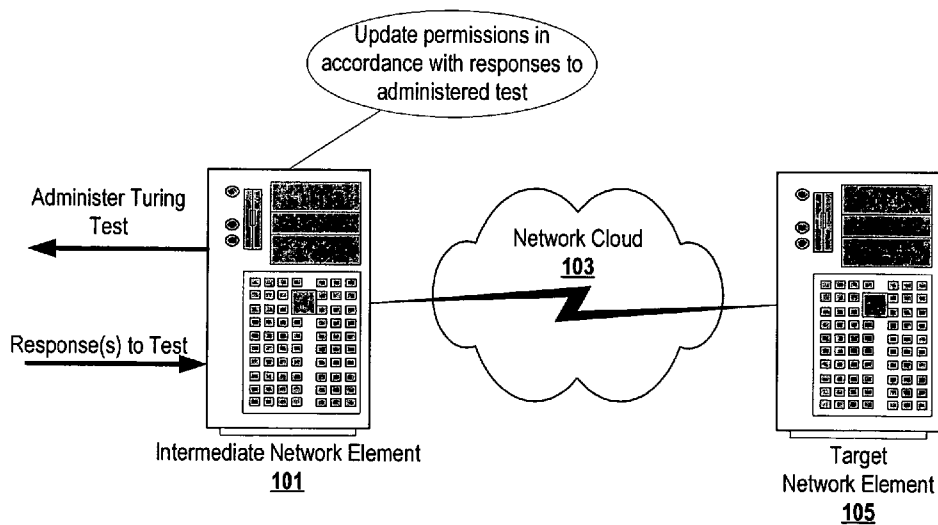 Update permissions in
accordance with responses to
administered test
Administer Turing
Test
Response(s) to Test
Network Cloud
103
Intermediate Network Element
101
Target
Network Element
105